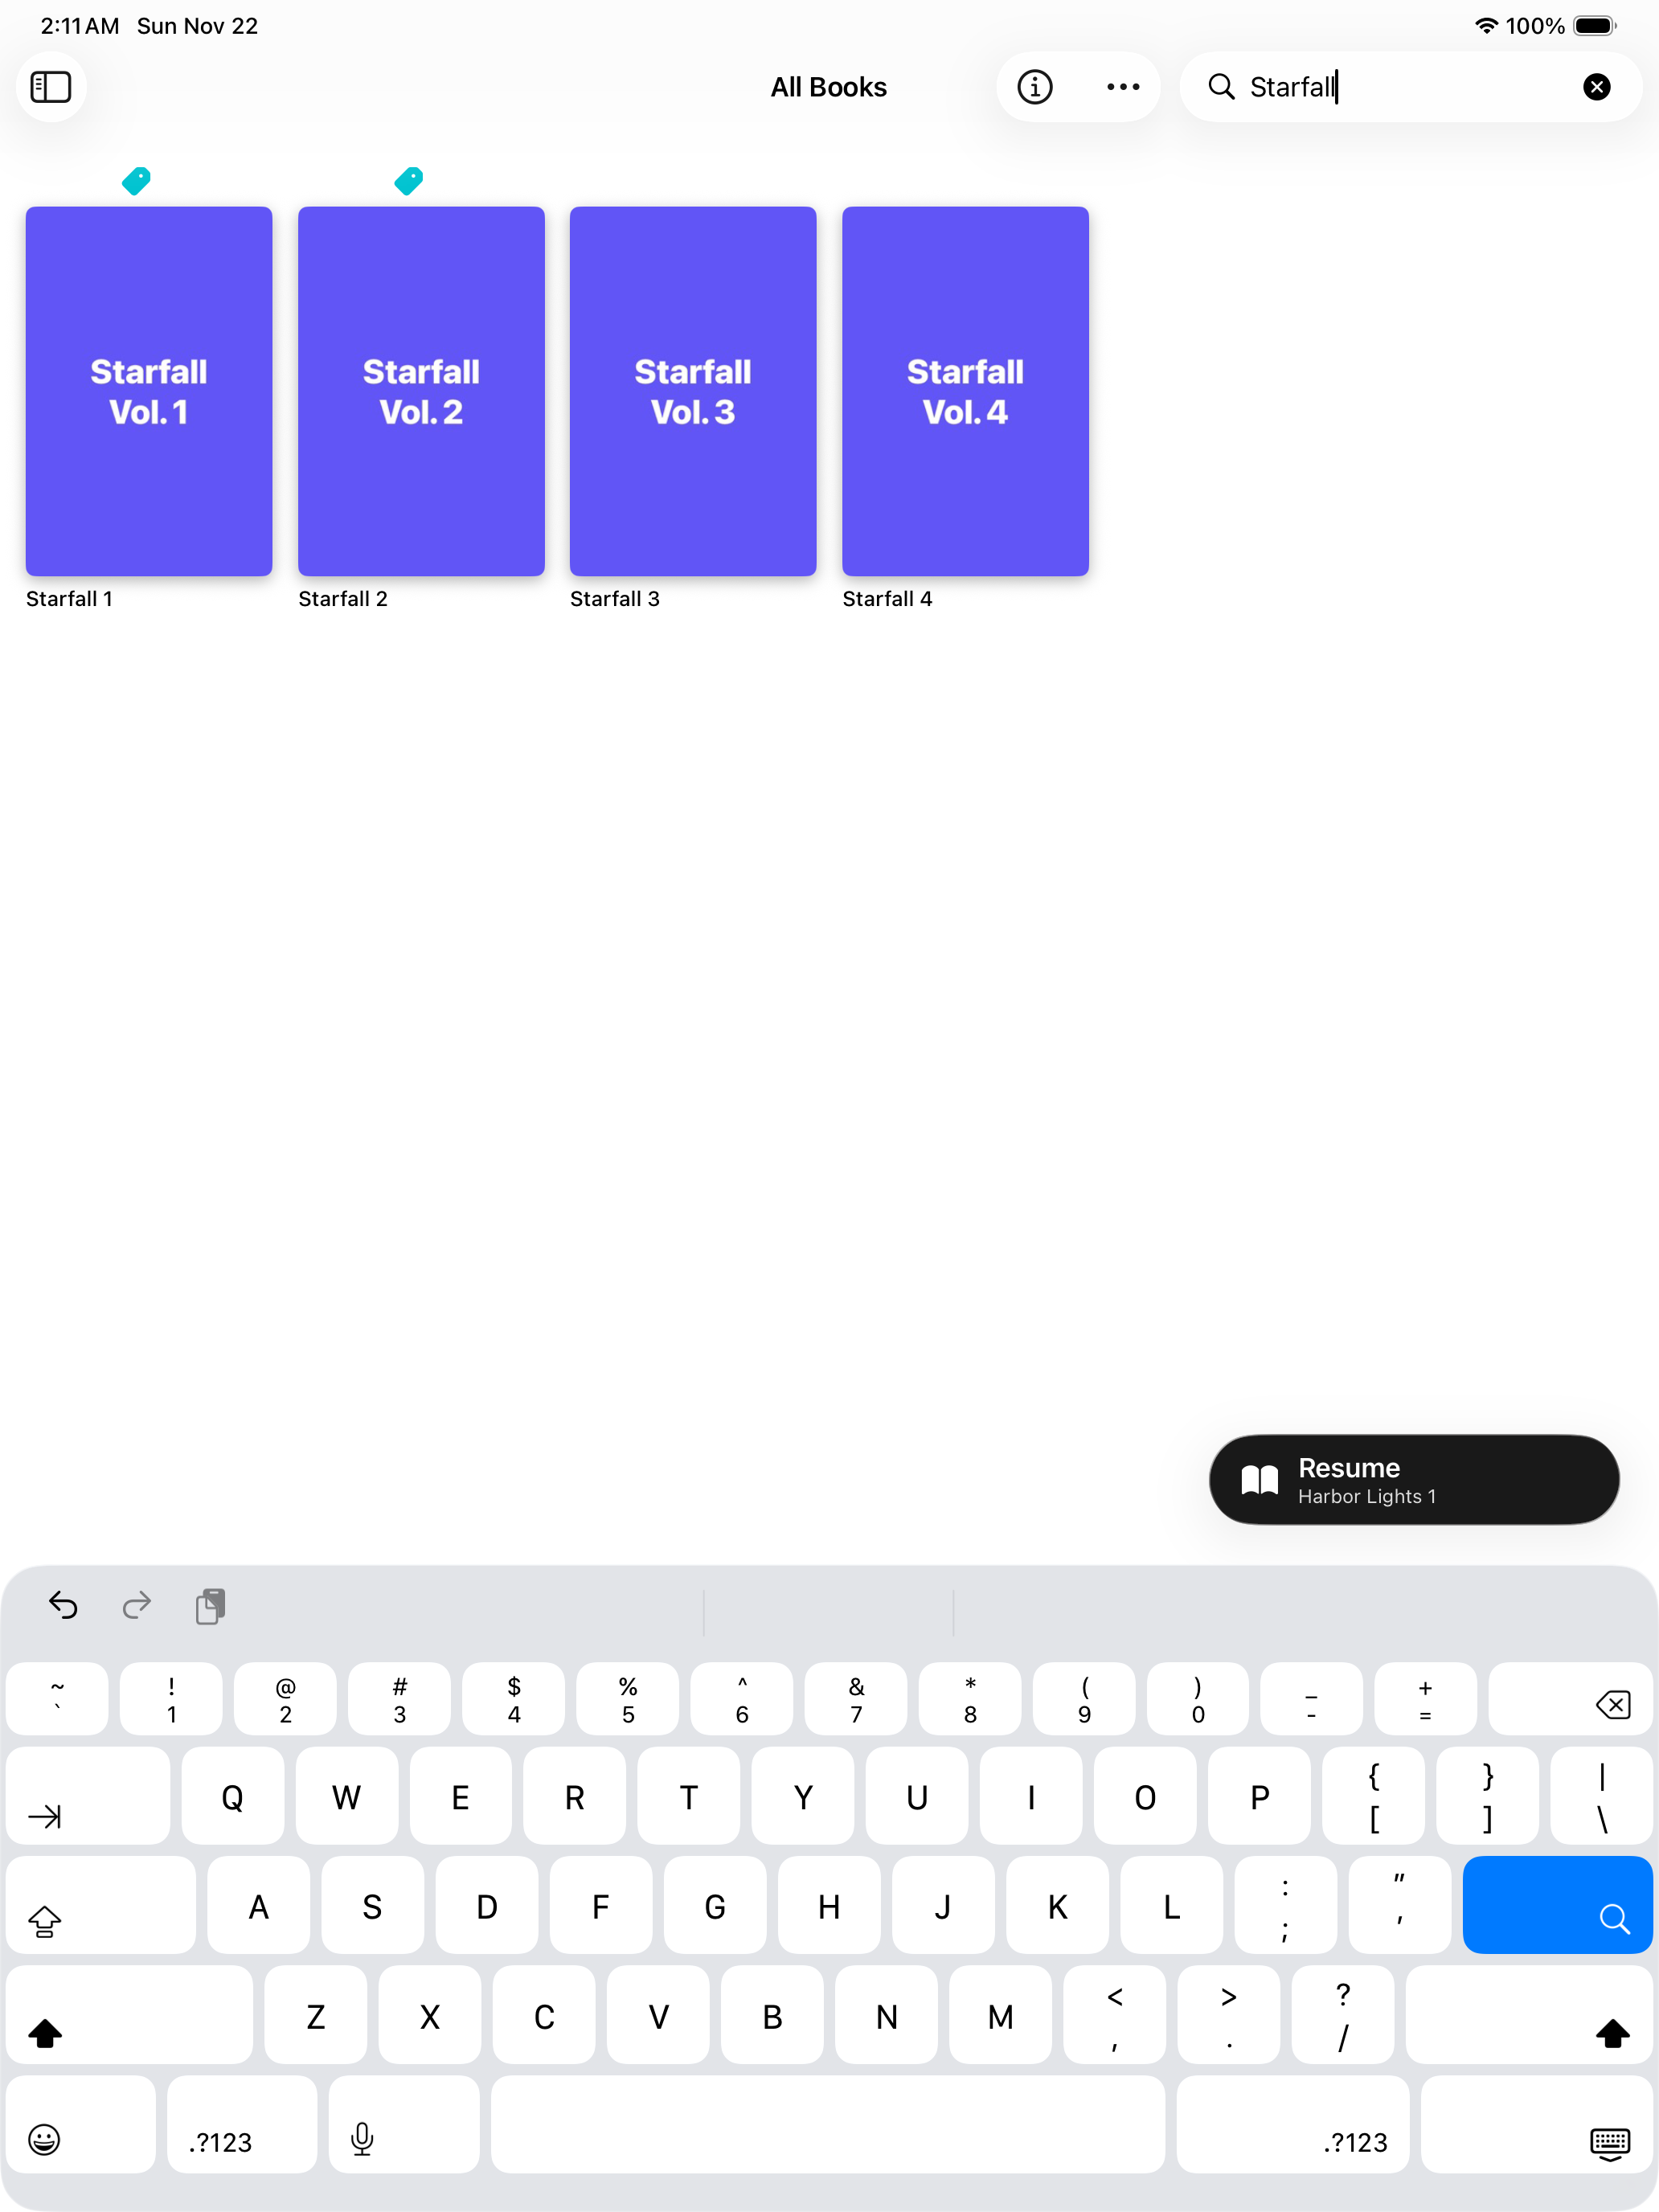 2:11 AM Sun Nov 22
100%
All Books
Starfall
Starfall
Vol. 1
Starfall
Vol. 2
Starfall
Vol. 3
Starfall
Vol. 4
Starfall 1
Starfall 2
Starfall 3
Starfall 4
Resume
Harbor Lights 1
~ ! @ # $ % ^ & * ( ) _ +
` 1 2 3 4 5 6 7 8 9 0 - =
Q W E R T Y U I O P { } |
[ ] \
A S D F G H J K L : "
; '
Z X C V B N M < > ?
, . /
.?123 .?123